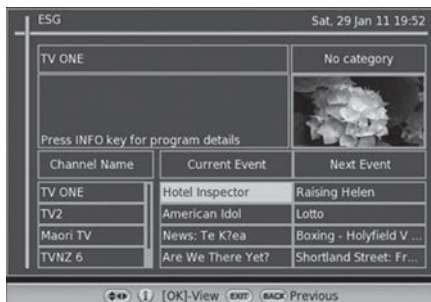 ESG Sat, 29 Jan 11 19:52
TV ONE No category
Press INFO key for program details
Channel Name Current Event Next Event
TV ONE Hotel Inspector Raising Helen
TV2 American Idol Lotto
Maori TV News: Te K?ea Boxing - Holyfield V ...
TVNZ 6 Are We There Yet? Shortland Street: Fr...
i [OK]-View EXIT BACK Previous